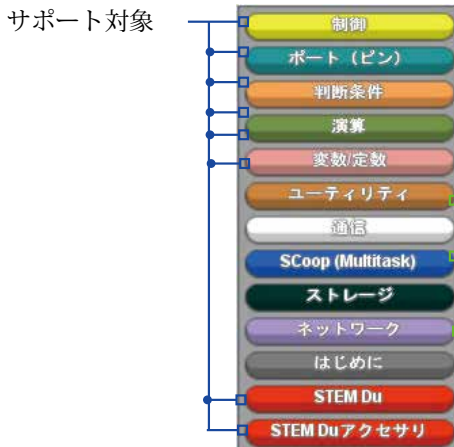 サポート対象
制御
ポート（ピン）
判断条件
演算
変数/定数
ユーティリティ
通信
SCoop (Multitask)
ストレージ
ネットワーク
はじめに
STEM Du
STEM Duアクセサリ